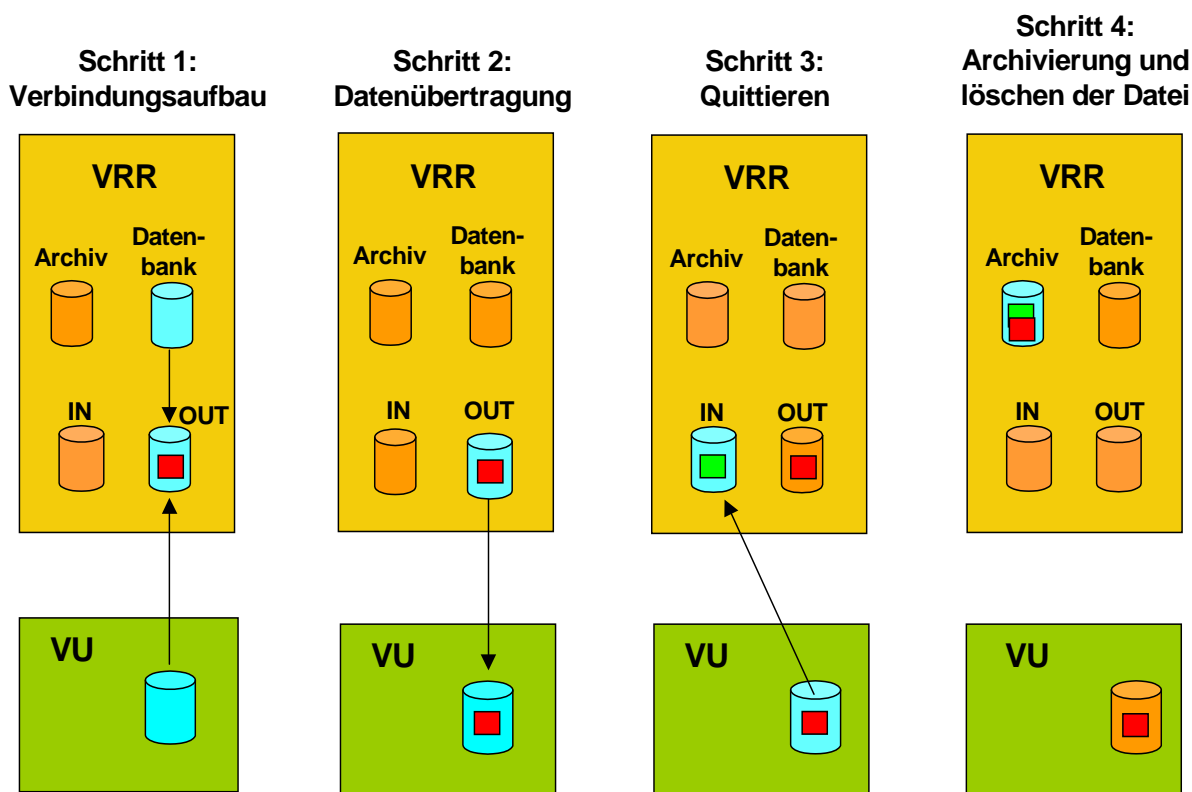 Schritt 1:
Verbindungsaufbau
VRR
Archiv
Daten-
bank
IN
OUT
VU
Schritt 2:
Datenübertragung
VRR
Archiv
Daten-
bank
IN
OUT
VU
Schritt 3:
Quittieren
VRR
Archiv
Daten-
bank
IN
OUT
VU
Schritt 4:
Archivierung und
löschen der Datei
VRR
Archiv
Daten-
bank
IN
OUT
VU